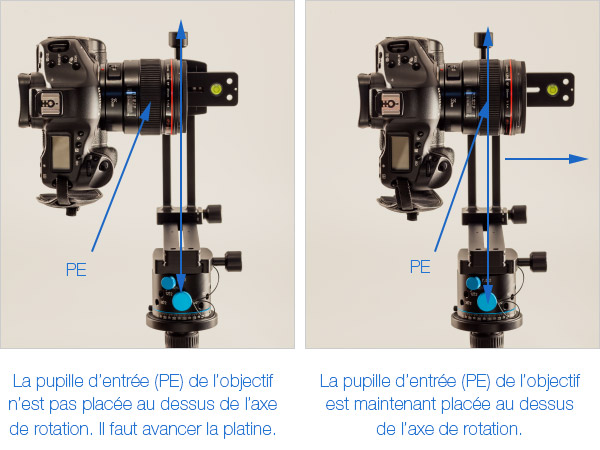 PE
PE
La pupille d'entrée (PE) de l'objectif
n'est pas placée au dessus de l'axe
de rotation. Il faut avancer la platine.
La pupille d'entrée (PE) de l'objectif
est maintenant placée au dessus
de l'axe de rotation.